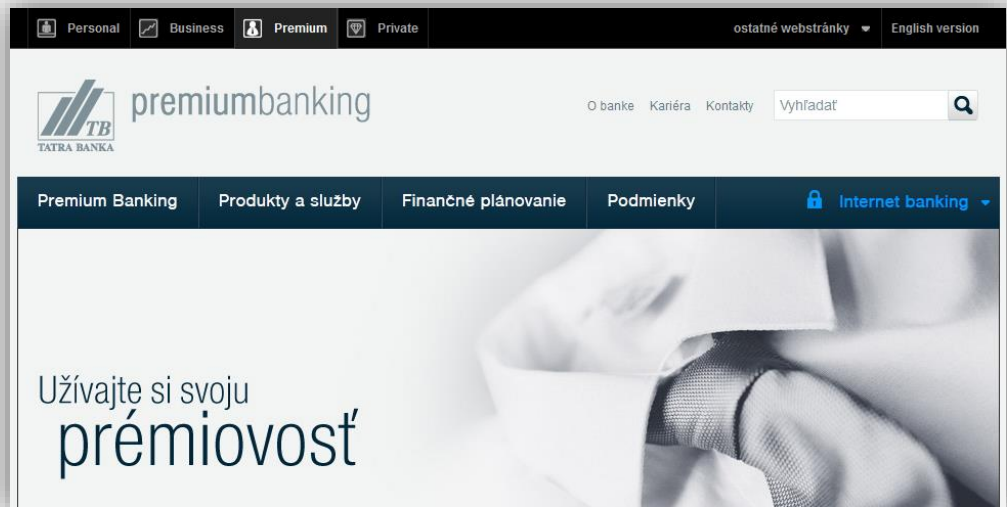 Personal Business Premium Private ostatné webstránky English version
TB
TATRA BANKA
premiumbanking
O banke Kariéra Kontakty Vyhľadať
Premium Banking Produkty a služby Finančné plánovanie Podmienky Internet banking
Užívajte si svoju
prémiovosť